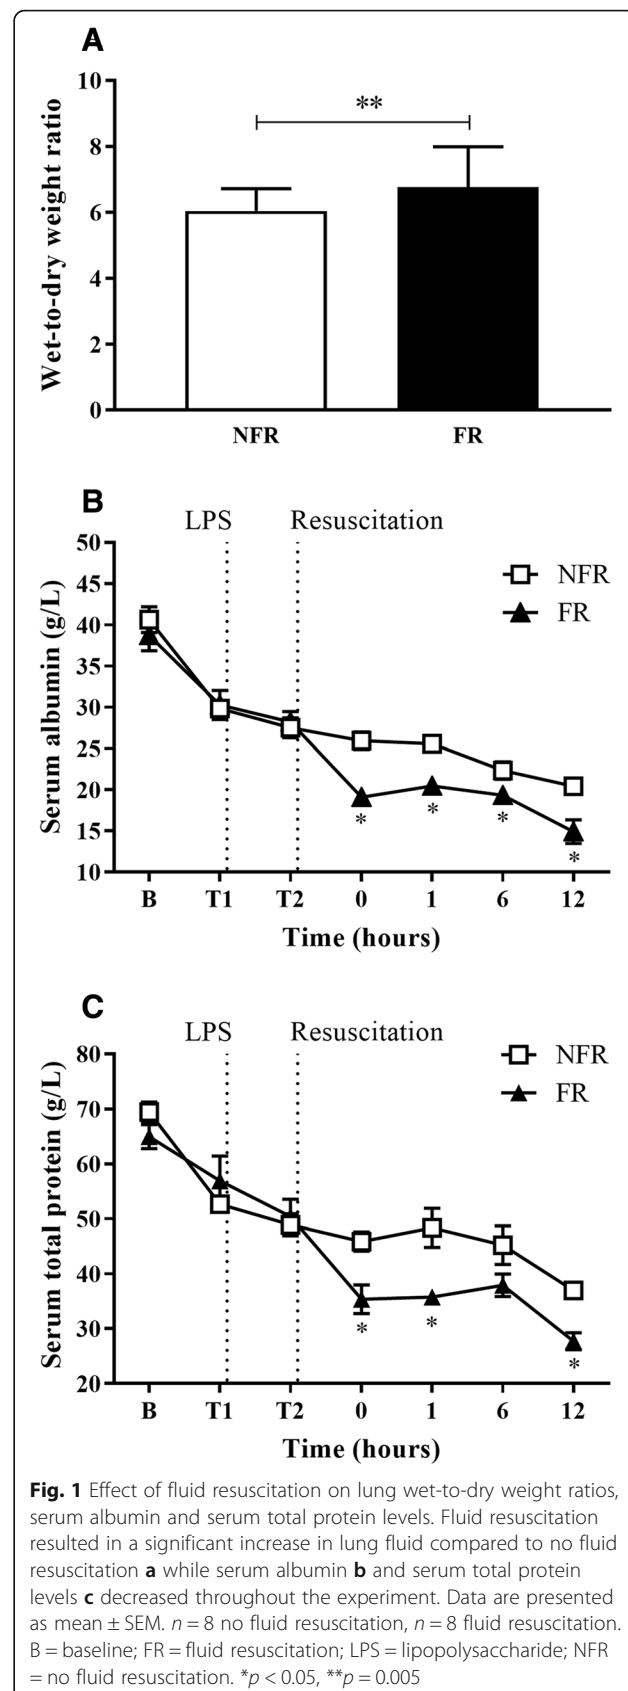 A
Wet-to-dry weight ratio
10
8
6
4
2
0
**
NFR
FR
B
LPS
Resuscitation
Serum albumin (g/L)
50
45
40
35
30
25
20
15
10
NFR
FR
*
*
*
*
B
T1
T2
0
1
6
12
Time (hours)
C
LPS
Resuscitation
Serum total protein (g/L)
80
70
60
50
40
30
20
NFR
FR
*
*
*
B
T1
T2
0
1
6
12
Time (hours)
Fig. 1 Effect of fluid resuscitation on lung wet-to-dry weight ratios,
serum albumin and serum total protein levels. Fluid resuscitation
resulted in a significant increase in lung fluid compared to no fluid
resuscitation a while serum albumin b and serum total protein
levels c decreased throughout the experiment. Data are presented
as mean ± SEM. n = 8 no fluid resuscitation, n = 8 fluid resuscitation.
B = baseline; FR = fluid resuscitation; LPS = lipopolysaccharide; NFR
= no fluid resuscitation. *p < 0.05, **p = 0.005